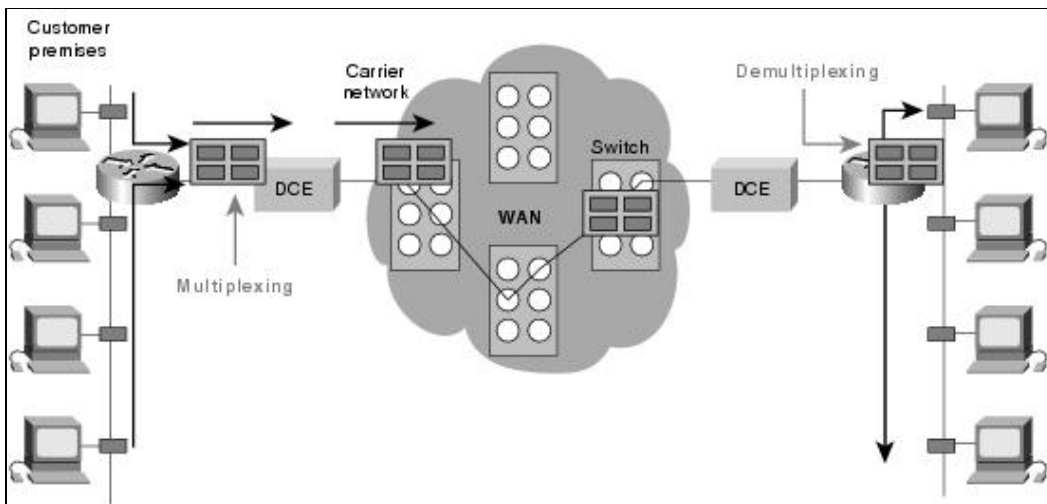 Customer
premises
Carrier
network
Demultiplexing
Switch
DCE
WAN
DCE
Multiplexing